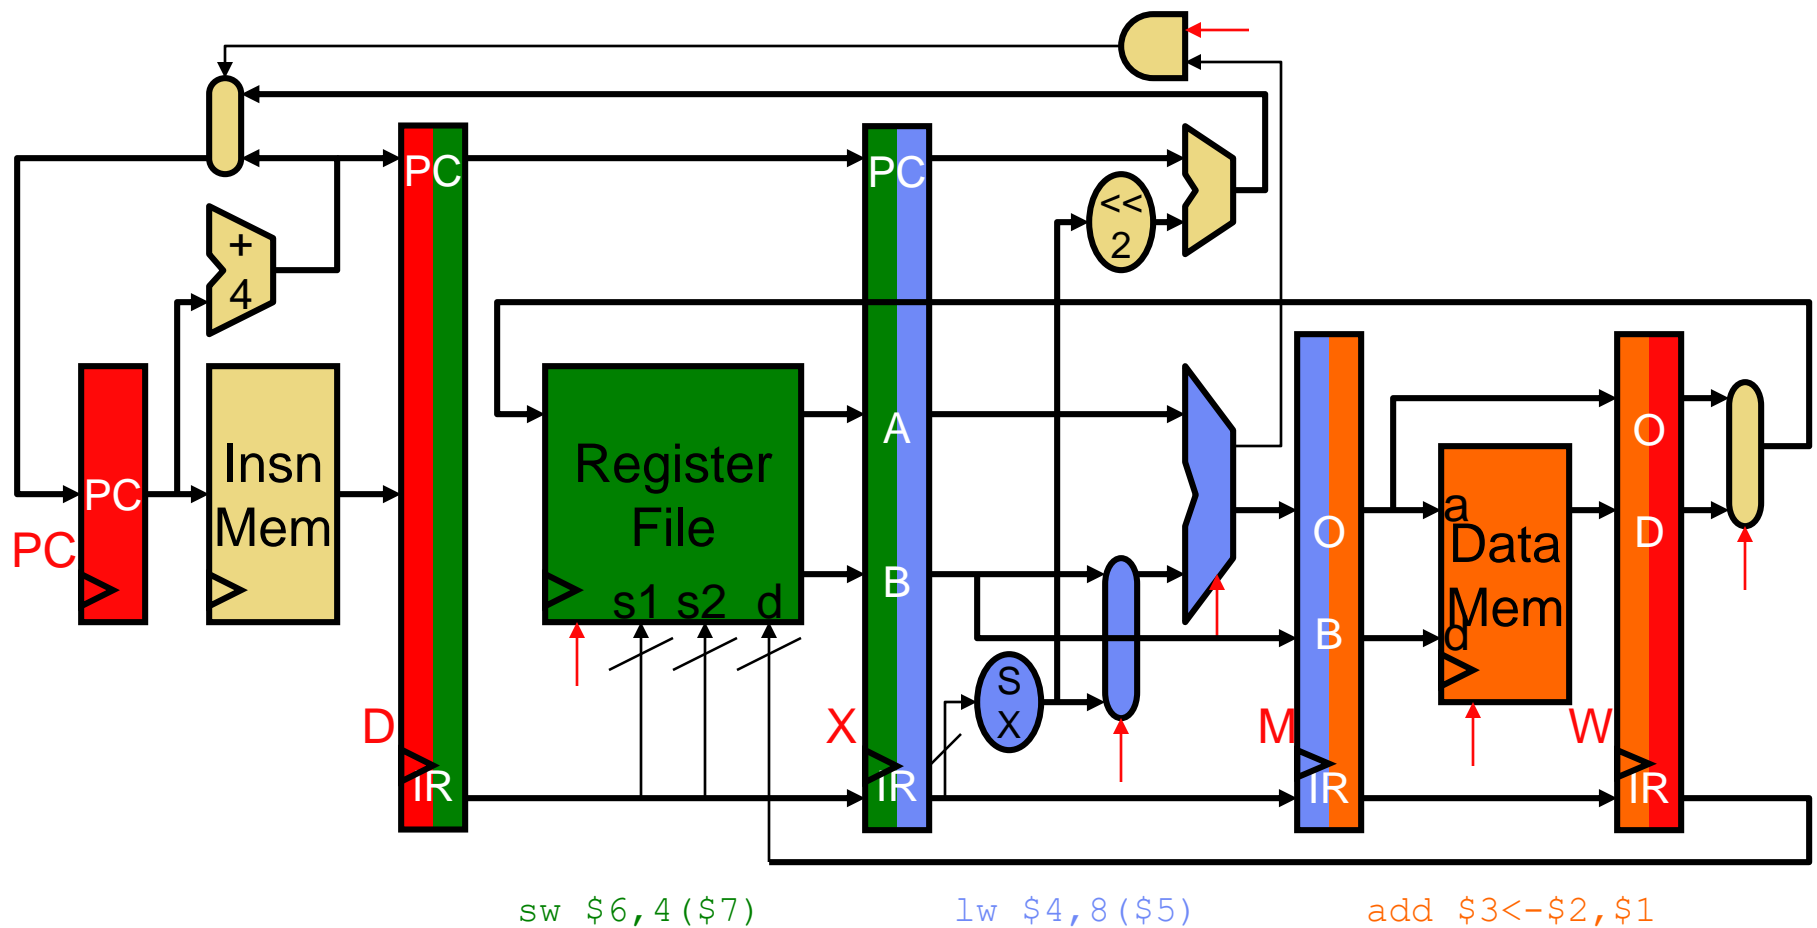 PC
PC
<<
2
+
4
Insn
Mem
PC
PC
Register
File
s1 s2 d
A
B
S
X
O
B
a
Data
Mem
d
O
D
D
X
M
W
IR
IR
IR
IR
sw $6,4($7)
lw $4,8($5)
add $3<-$2,$1